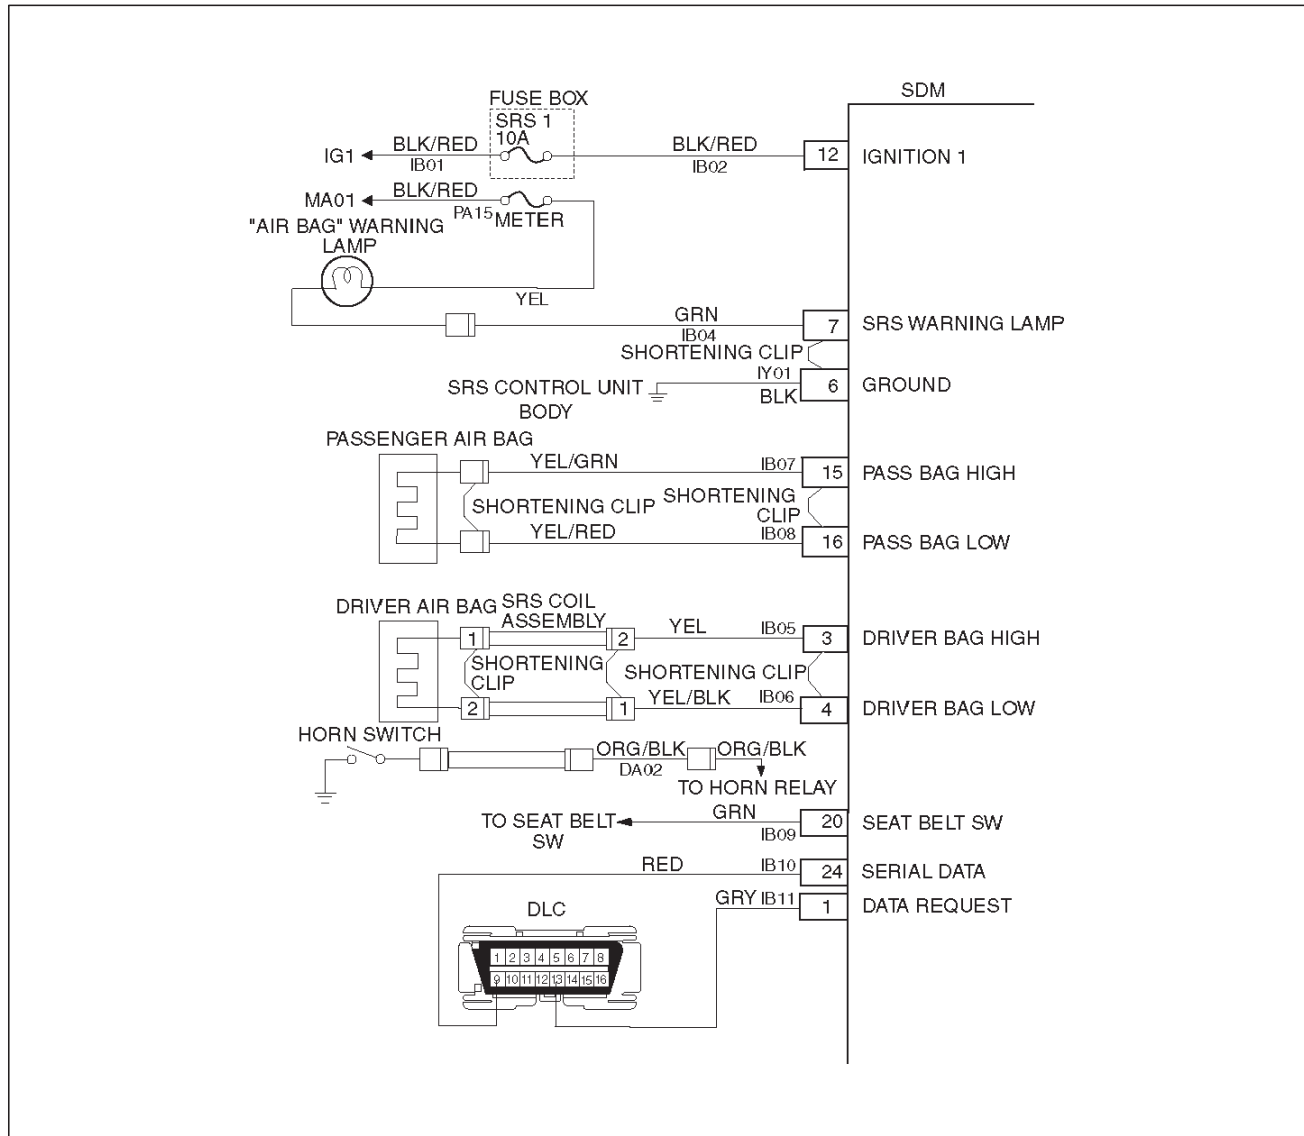 SDM
FUSE BOX
SRS 1
10A
IG1
BLK/RED
IB01
BLK/RED
IB02
12
IGNITION 1
MA01
BLK/RED
PA15
METER
"AIR BAG" WARNING
LAMP
YEL
GRN
IB04
7
SRS WARNING LAMP
SHORTENING CLIP
IY01
SRS CONTROL UNIT
BODY
BLK
6
GROUND
PASSENGER AIR BAG
YEL/GRN
IB07
15
PASS BAG HIGH
SHORTENING CLIP
SHORTENING
CLIP
YEL/RED
IB08
16
PASS BAG LOW
DRIVER AIR BAG
SRS COIL
ASSEMBLY
1
2
YEL
IB05
3
DRIVER BAG HIGH
SHORTENING
CLIP
SHORTENING CLIP
2
1
YEL/BLK
IB06
4
DRIVER BAG LOW
HORN SWITCH
ORG/BLK
DA02
ORG/BLK
TO HORN RELAY
TO SEAT BELT
SW
GRN
IB09
20
SEAT BELT SW
RED
IB10
24
SERIAL DATA
GRY IB11
1
DATA REQUEST
DLC
1 2 3 4 5 6 7 8
9 10 11 12 13 14 15 16